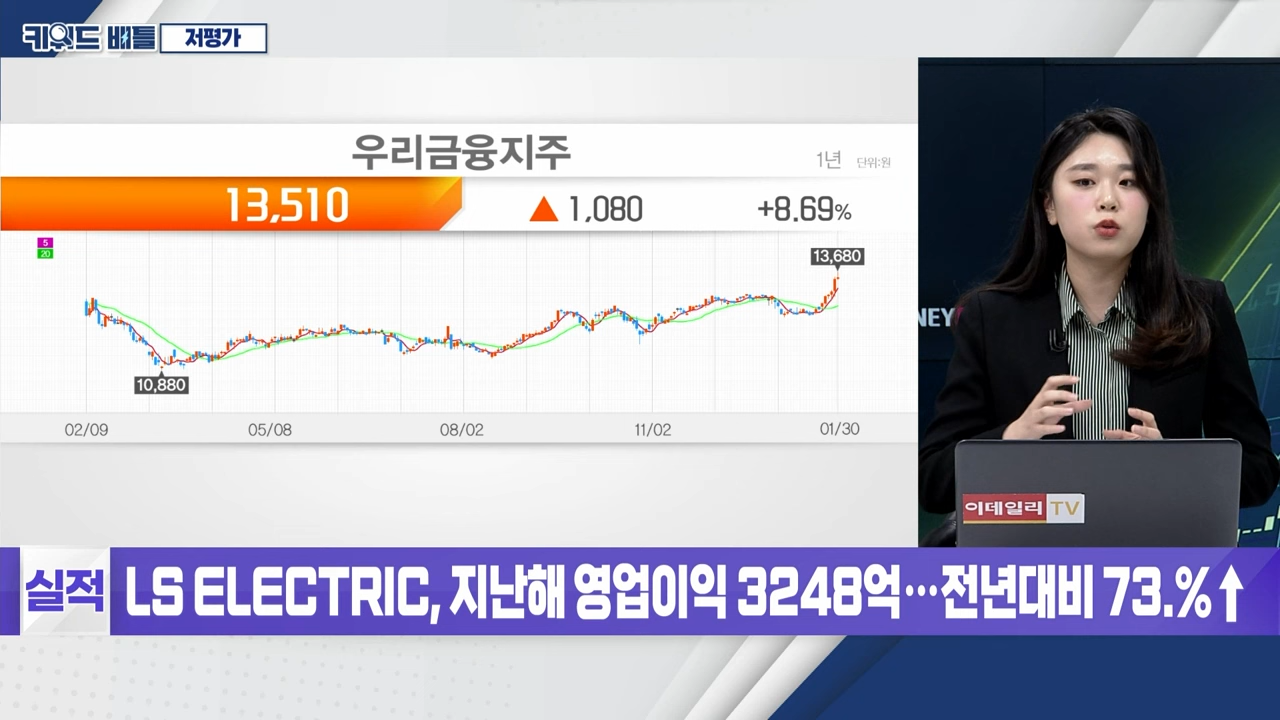 키워드 배틀 저평가
우리금융지주
1년 단위:원
13,510 ▲ 1,080 +8.69%
5
20
13,680
10,880
02/09 05/08 08/02 11/02 01/30
NEY
이데일리 TV
실적 LS ELECTRIC, 지난해 영업이익 3248억…전년대비 73.%↑